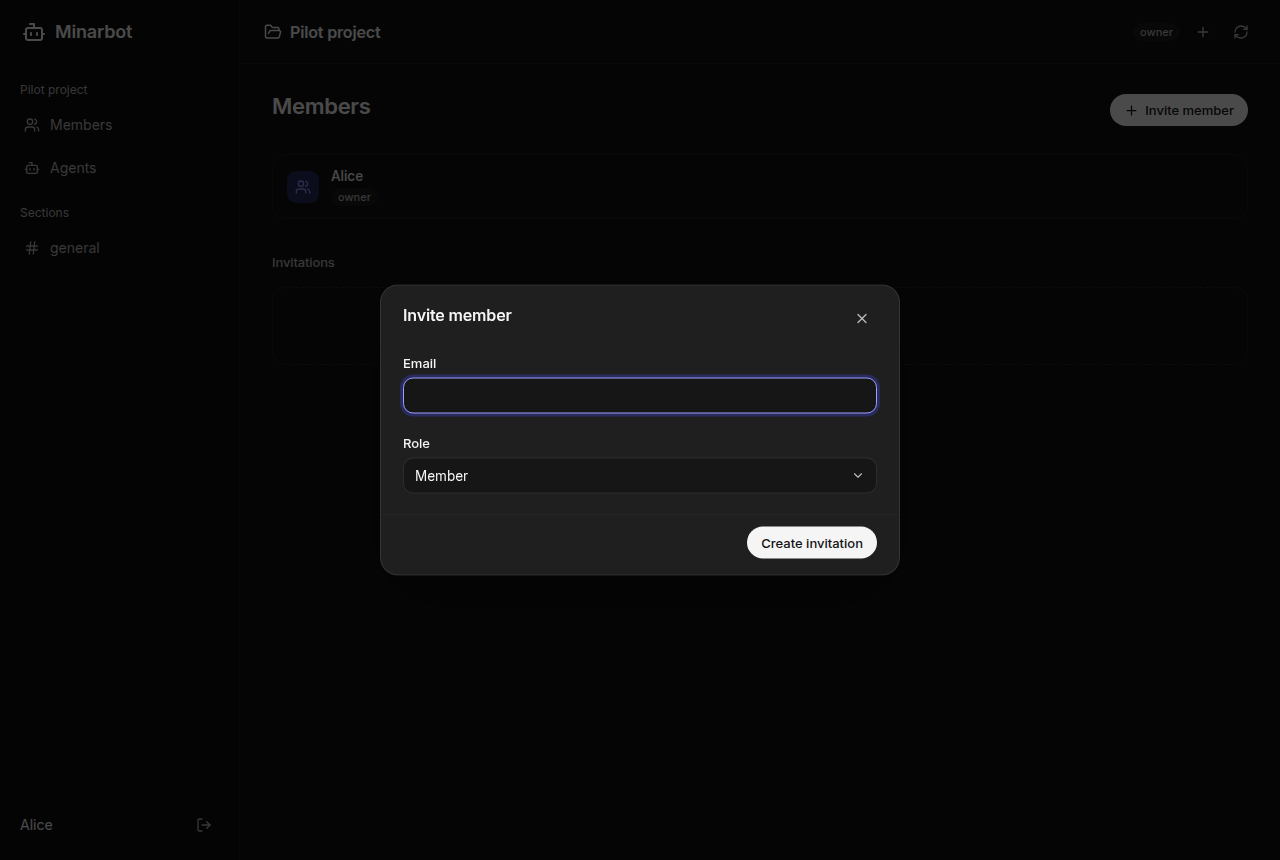 Minarbot
Pilot project
owner
Pilot project
Members
Agents
Sections
general
Alice
Members
Invite member
Alice
owner
Invitations
Invite member
Email
Role
Member
Create invitation